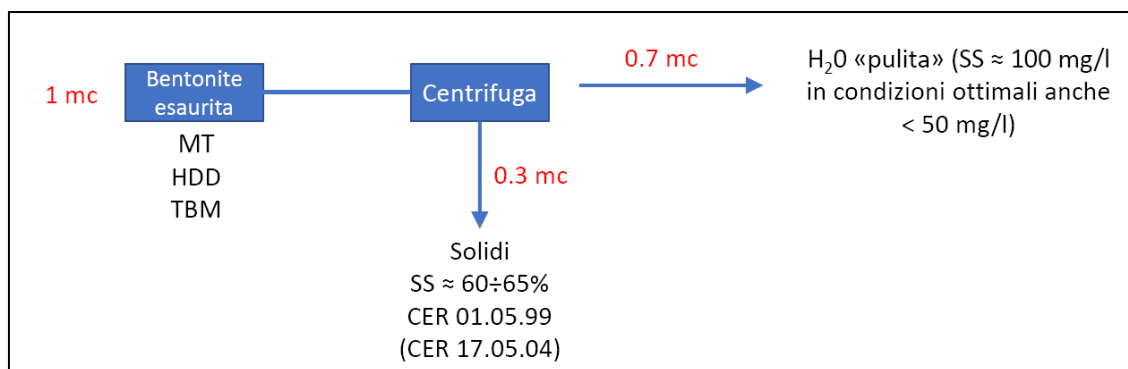 1 mc
Bentonite
esaurita
MT
HDD
TBM
Centrifuga
0.7 mc
H₂0 «pulita» (SS ≈ 100 mg/l
in condizioni ottimali anche
< 50 mg/l)
0.3 mc
Solidi
SS ≈ 60÷65%
CER 01.05.99
(CER 17.05.04)